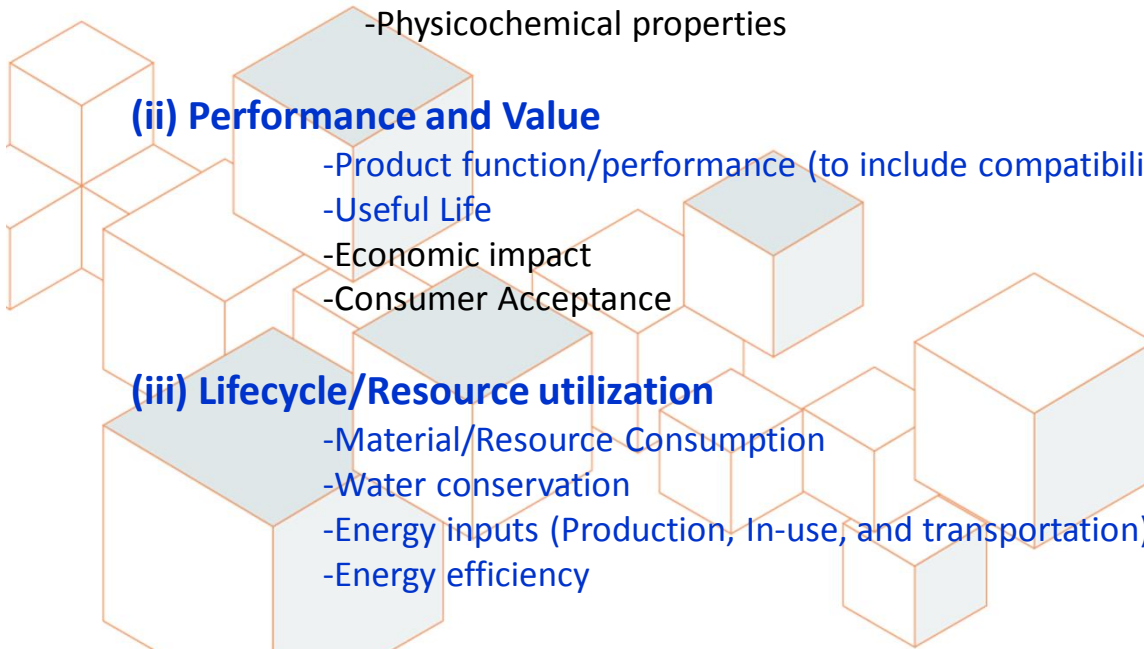 -Physicochemical properties
(ii) Performance and Value
-Product function/performance (to include compatibili
-Useful Life
-Economic impact
-Consumer Acceptance
(iii) Lifecycle/Resource utilization
-Material/Resource Consumption
-Water conservation
-Energy inputs (Production, In-use, and transportation)
-Energy efficiency